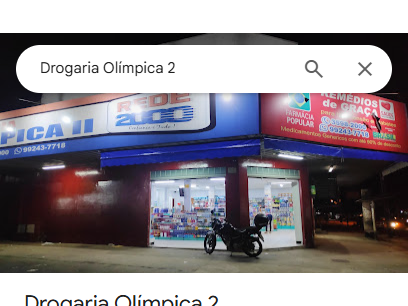 Drogaria Olímpica 2
REMÉDIOS
de GRAÇA
FARMÁCIA
POPULAR
REDE
2000
PICA II
99243-7718
99243-7718
Medicamentos Genéricos com até 90% de desconto
Drogaria Olímpica 2